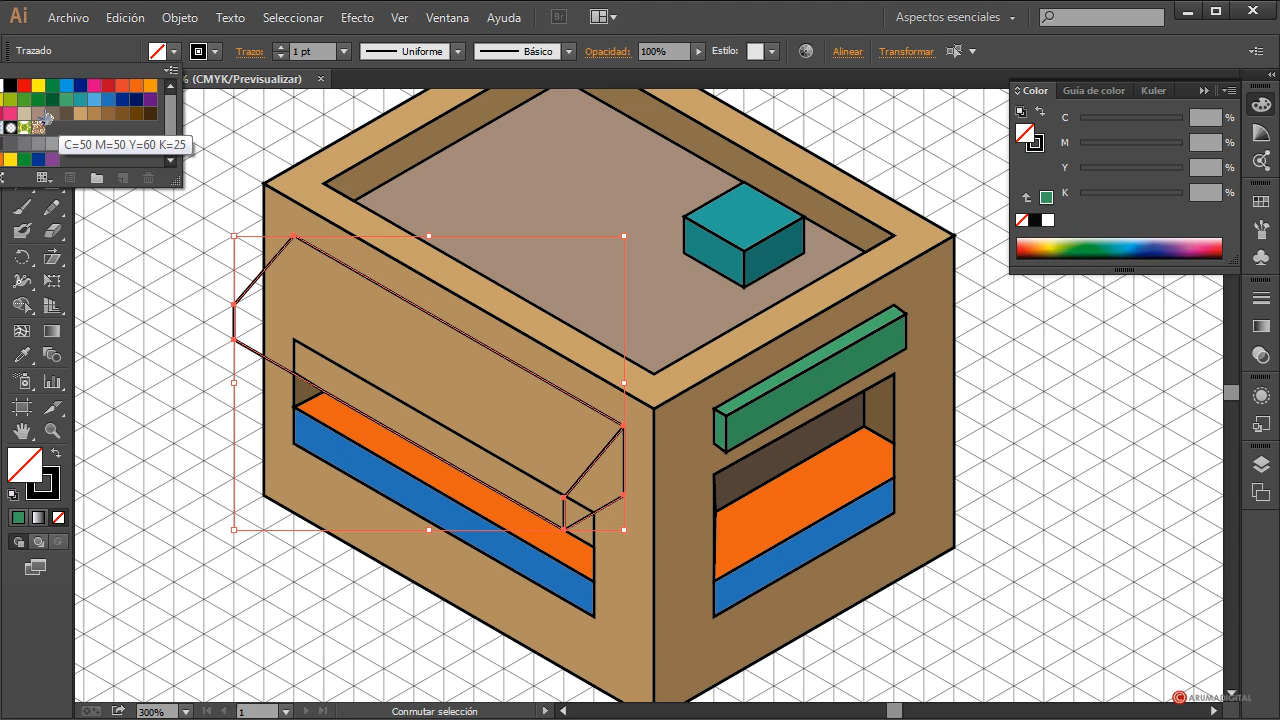 Ai Archivo Edición Objeto Texto Seleccionar Efecto Ver Ventana Ayuda Br Aspectos esenciales
Trazado Trazo: 1 pt Uniforme Básico Opacidad: 100% Estilo: Alinear Transformar
% (CMYK/Previsualizar) ×
Color Guía de color Kuler
C %
M %
Y %
K %
C=50 M=50 Y=60 K=25
300% 1 Conmutar selección
C ARUMADIGITAL